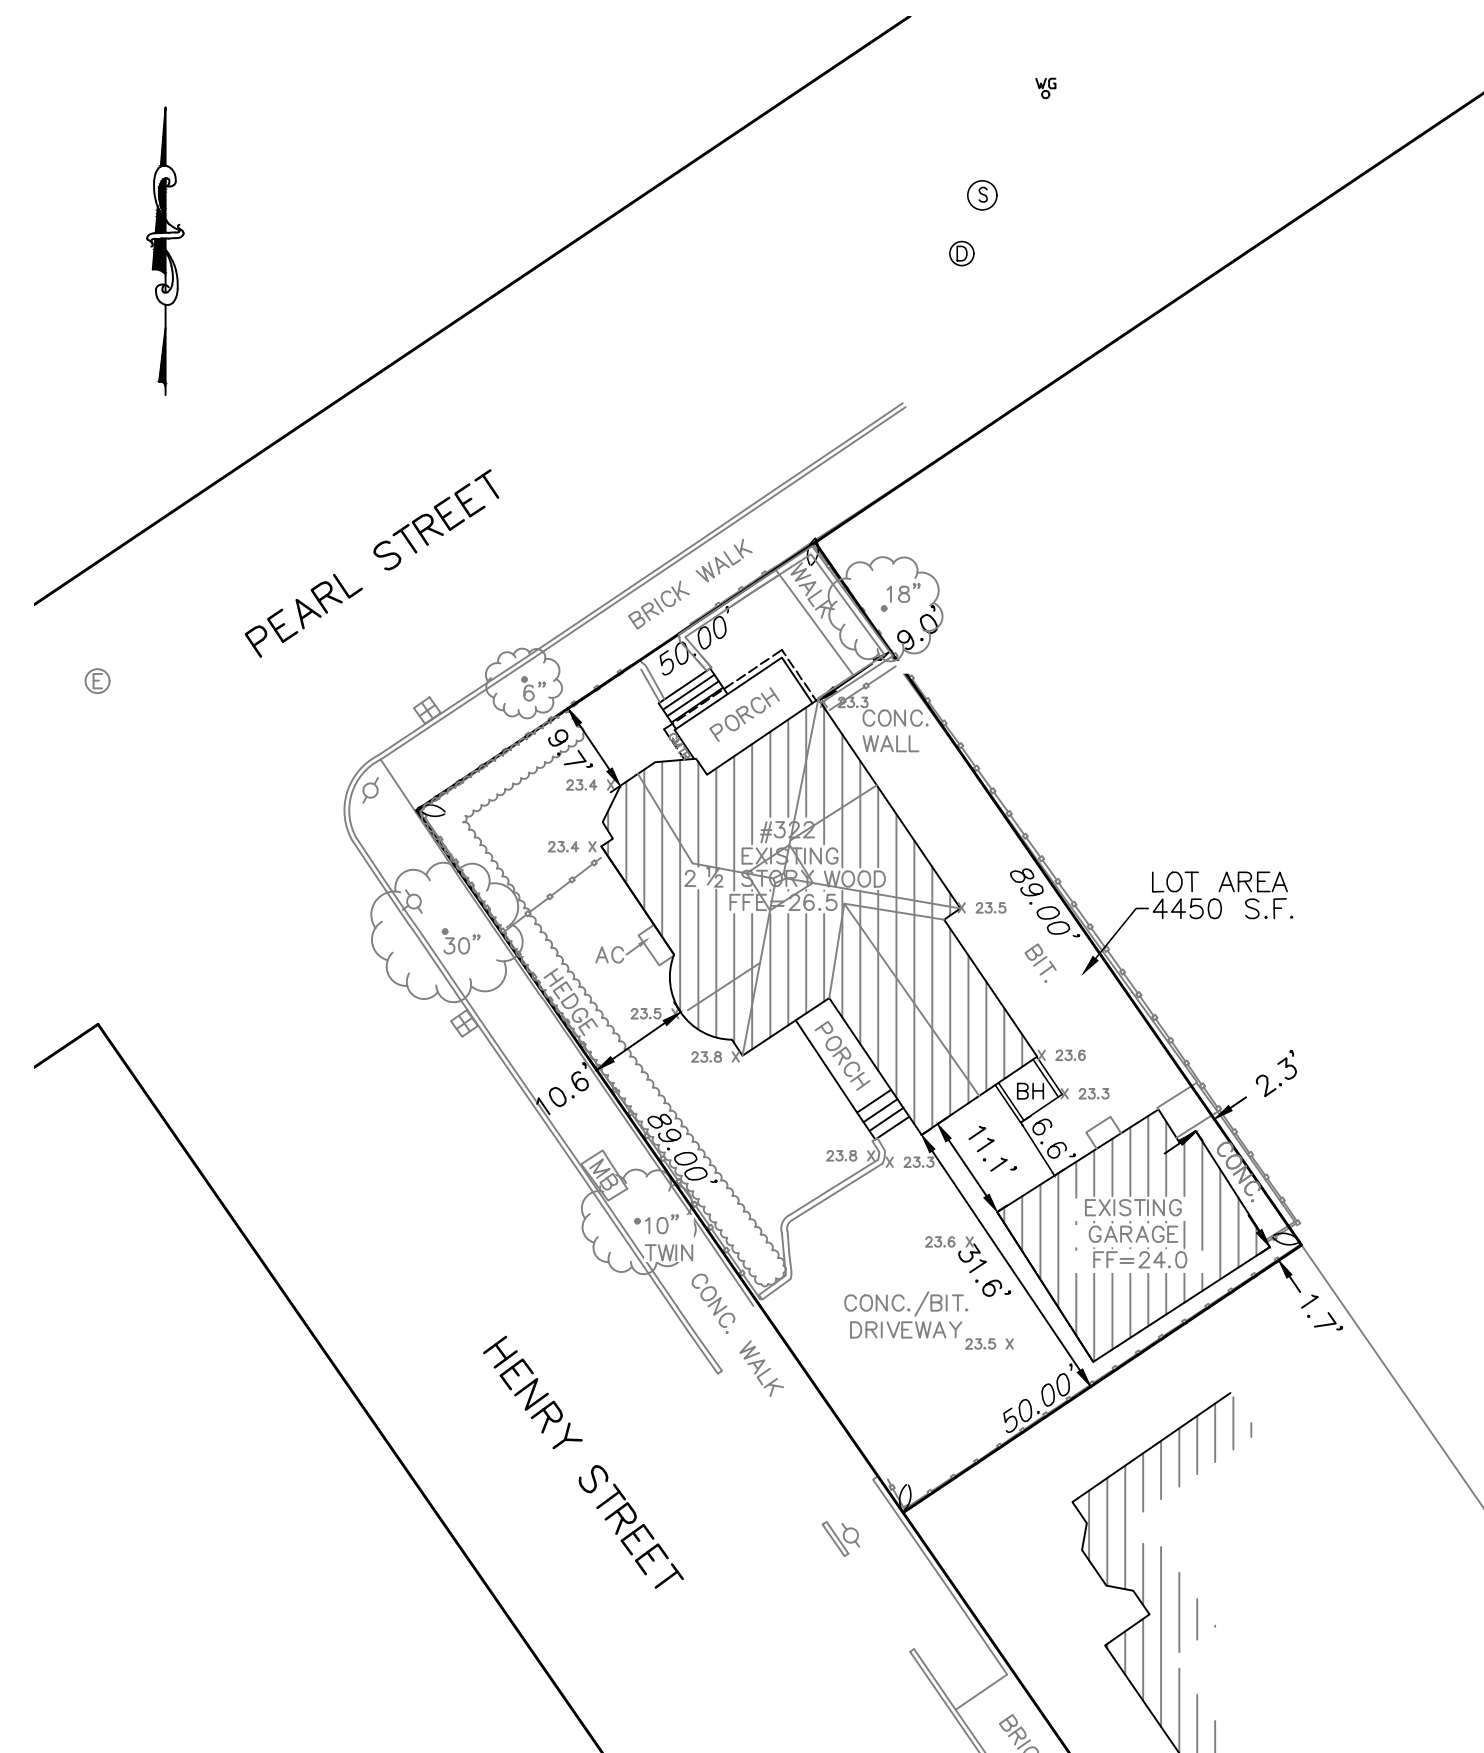 WG
S
D
PEARL STREET
E
BRICK WALK
WALK
18"
9.0'
50.00'
6"
PORCH
23.3
CONC.
WALL
9.7'
23.4 X
#322
EXISTING
2 ½ STORY WOOD
FFE=26.5
23.4 X
89.00'
LOT AREA
4450 S.F.
X 23.5
30"
AC
BIT.
HEDGE
23.5 X
23.8 X
PORCH
X 23.6
BH
X 23.3
2.3'
10.6'
89.00'
11.1'
6.6'
23.8 X
X 23.3
MB
CONC.
10"
TWIN
EXISTING
GARAGE
FF=24.0
23.6 X
31.6'
CONC. WALK
CONC./BIT.
DRIVEWAY
23.5 X
1.7'
HENRY STREET
50.00'
BRIC